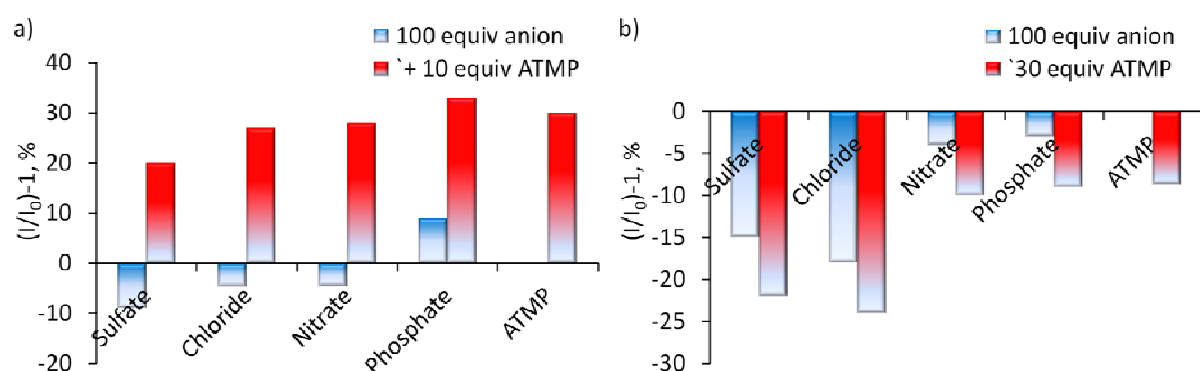 a)
100 equiv anion
`+ 10 equiv ATMP
(I/I0)-1, %
40
30
20
10
0
-10
-20
Sulfate
Chloride
Nitrate
Phosphate
ATMP
b)
100 equiv anion
`30 equiv ATMP
(I/I0)-1, %
0
-5
-10
-15
-20
-25
-30
Sulfate
Chloride
Nitrate
Phosphate
ATMP